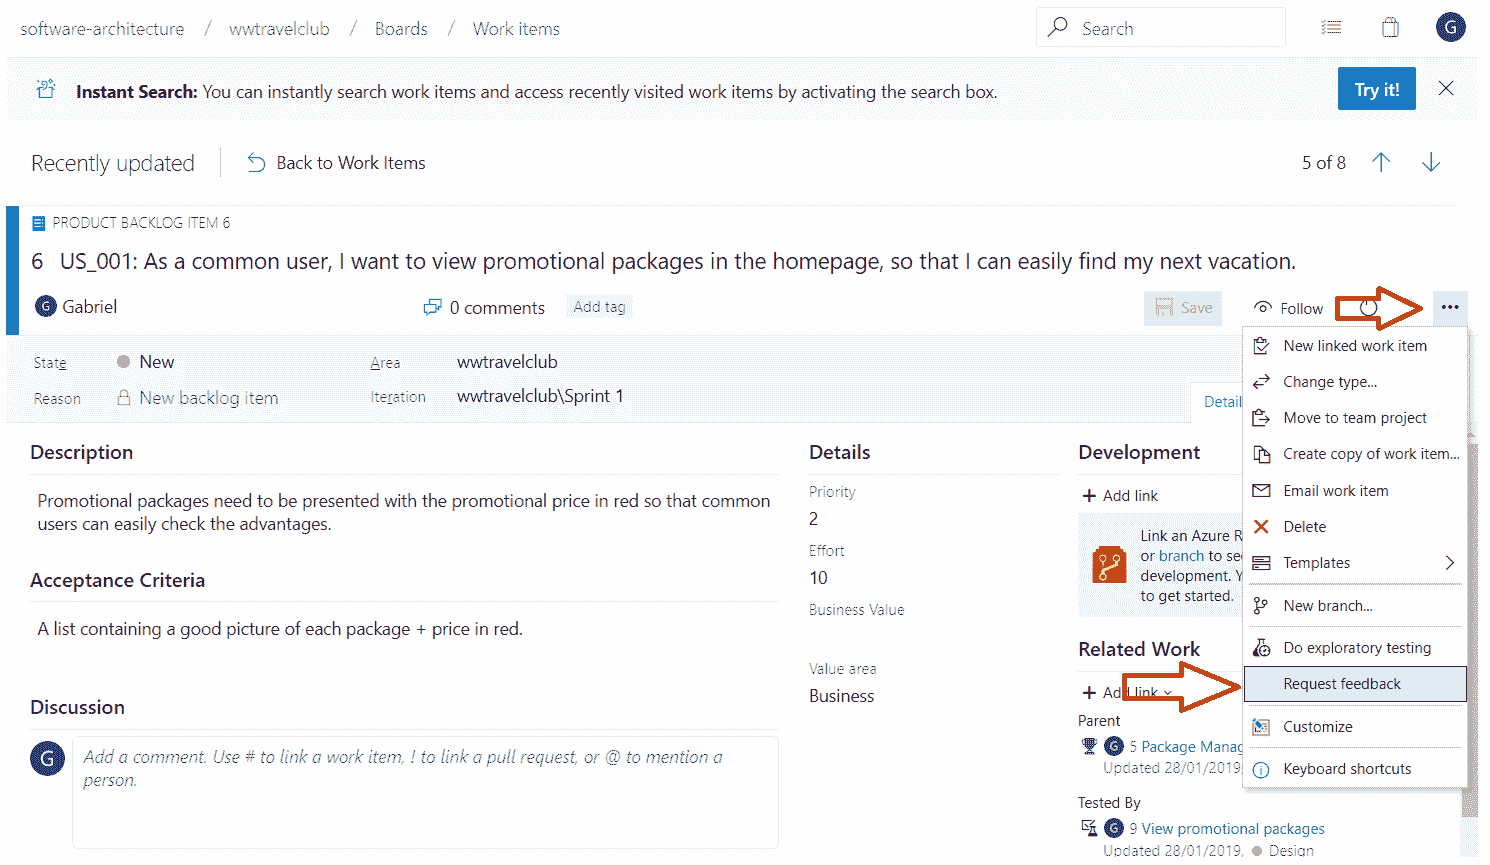 software-architecture / wwtravelclub / Boards / Work items
Search
G
Instant Search: You can instantly search work items and access recently visited work items by activating the search box.
Try it!
Recently updated
Back to Work Items
5 of 8
PRODUCT BACKLOG ITEM 6
6 US_001: As a common user, I want to view promotional packages in the homepage, so that I can easily find my next vacation.
G Gabriel
0 comments
Add tag
Save
Follow
State
New
Area
wwtravelclub
Reason
New backlog item
Iteration
wwtravelclub\Sprint 1
Detail
New linked work item
Change type...
Move to team project
Create copy of work item...
Email work item
Delete
Templates
New branch...
Do exploratory testing
Request feedback
Customize
Keyboard shortcuts
Description
Promotional packages need to be presented with the promotional price in red so that common
users can easily check the advantages.
Acceptance Criteria
A list containing a good picture of each package + price in red.
Discussion
G
Add a comment. Use # to link a work item, ! to link a pull request, or @ to mention a
person.
Details
Priority
2
Effort
10
Business Value
Value area
Business
Development
+ Add link
Link an Azure R
or branch to se
development. Y
to get started.
Related Work
+ Add link
Parent
G 5 Package Manag
Updated 28/01/2019,
Tested By
G 9 View promotional packages
Updated 28/01/2019, Design